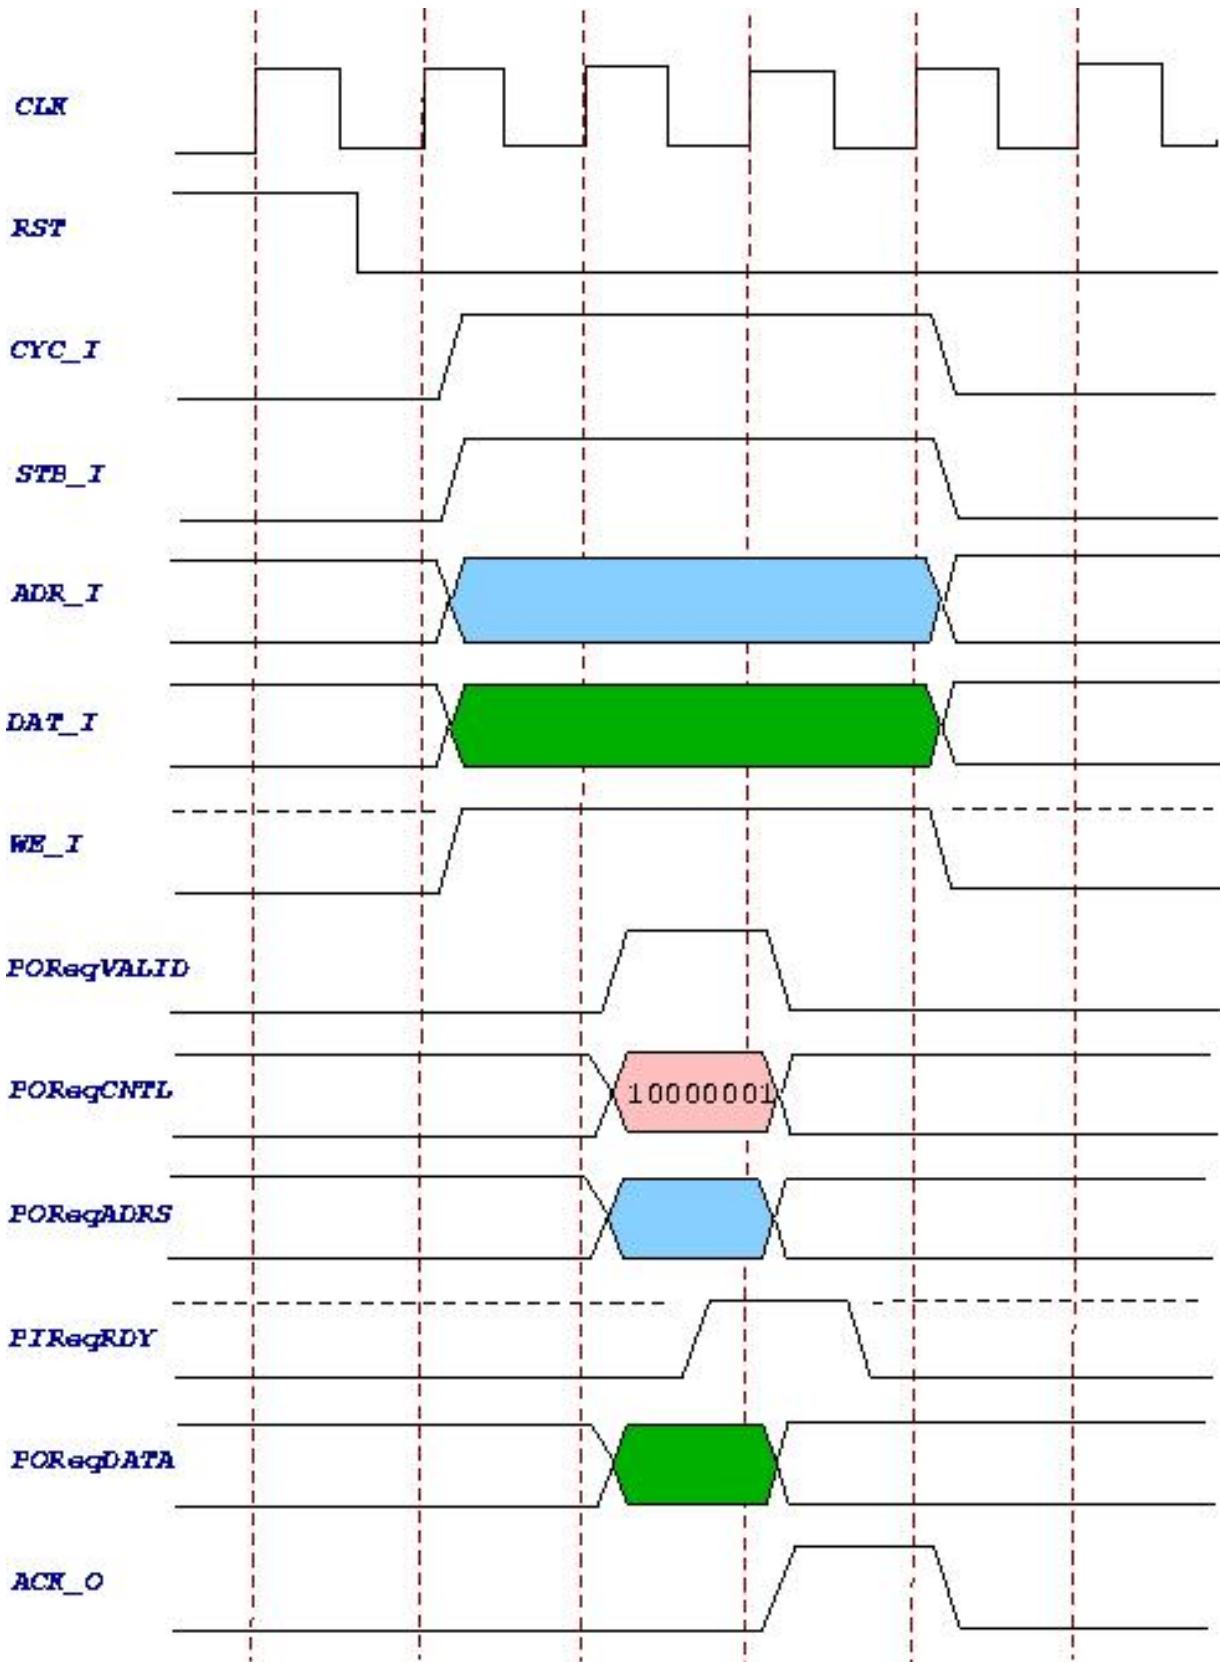 CLK
RST
CYC_I
STB_I
ADR_I
DAT_I
WE_I
POReqVALID
POReqCNTL
10000001
POReqADRS
PIReqRDY
POReqDATA
ACK_O